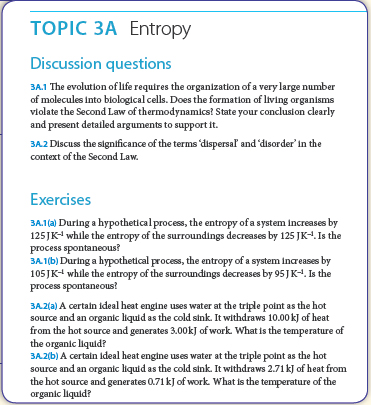 TOPIC 3A Entropy
Discussion questions
3A.1 The evolution of life requires the organization of a very large number
of molecules into biological cells. Does the formation of living organisms
violate the Second Law of thermodynamics? State your conclusion clearly
and present detailed arguments to support it.
3A.2 Discuss the significance of the terms ‘dispersal’ and ‘disorder’ in the
context of the Second Law.
Exercises
3A.1(a) During a hypothetical process, the entropy of a system increases by
125 J K⁻¹ while the entropy of the surroundings decreases by 125 J K⁻¹. Is the
process spontaneous?
3A.1(b) During a hypothetical process, the entropy of a system increases by
105 J K⁻¹ while the entropy of the surroundings decreases by 95 J K⁻¹. Is the
process spontaneous?
3A.2(a) A certain ideal heat engine uses water at the triple point as the hot
source and an organic liquid as the cold sink. It withdraws 10.00 kJ of heat
from the hot source and generates 3.00 kJ of work. What is the temperature of
the organic liquid?
3A.2(b) A certain ideal heat engine uses water at the triple point as the hot
source and an organic liquid as the cold sink. It withdraws 2.71 kJ of heat from
the hot source and generates 0.71 kJ of work. What is the temperature of the
organic liquid?